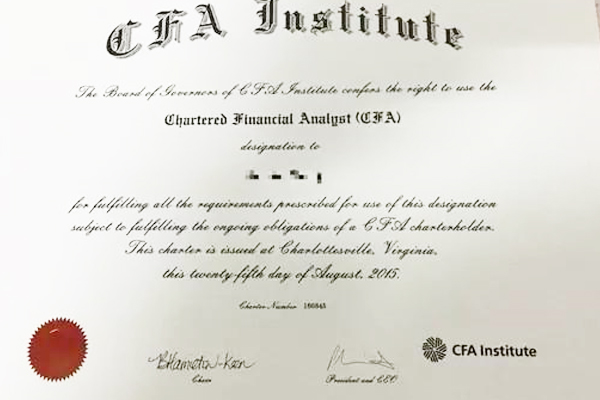 CFA Institute
The Board of Governors of CFA Institute confers the right to use the
Chartered Financial Analyst (CFA)
designation to
for fulfilling all the requirements prescribed for use of this designation
subject to fulfilling the ongoing obligations of a CFA charterholder.
This charter is issued at Charlottesville, Virginia,
this twenty-fifth day of August, 2015.
Charter Number
Chair
President and CEO
CFA Institute